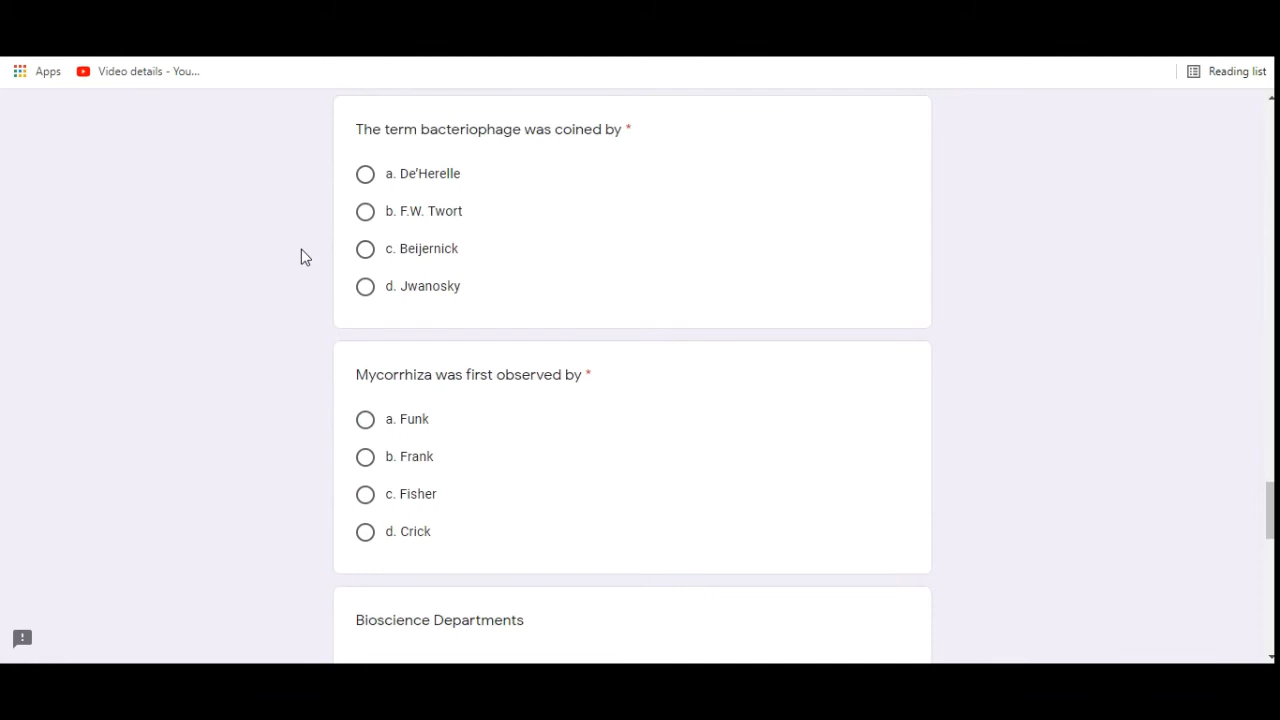 Apps
Video details - You...
Reading list
The term bacteriophage was coined by *
a. De’Herelle
b. F.W. Twort
c. Beijernick
d. Jwanosky
Mycorrhiza was first observed by *
a. Funk
b. Frank
c. Fisher
d. Crick
Bioscience Departments